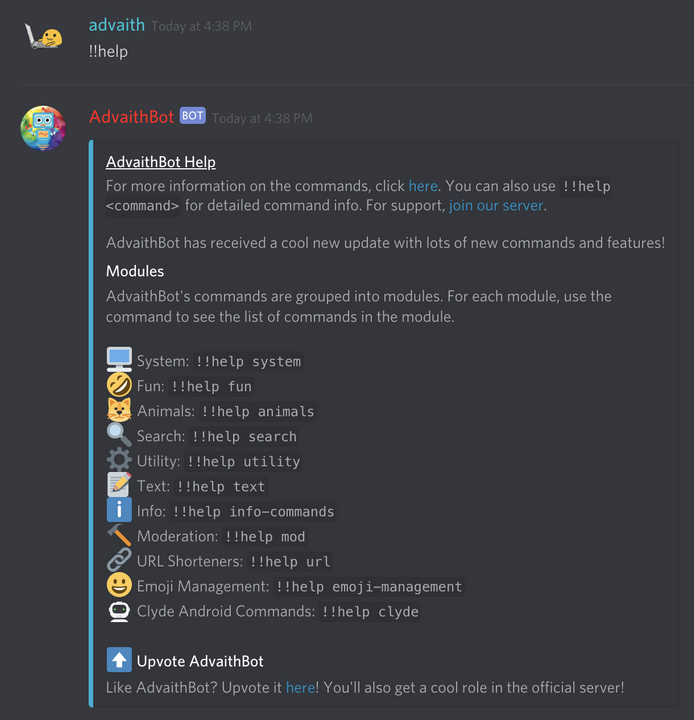 advaith Today at 4:38 PM
!!help
AdvaithBot BOT Today at 4:38 PM
AdvaithBot Help
For more information on the commands, click here. You can also use !!help
<command> for detailed command info. For support, join our server.
AdvaithBot has received a cool new update with lots of new commands and features!
Modules
AdvaithBot's commands are grouped into modules. For each module, use the
command to see the list of commands in the module.
System: !!help system
Fun: !!help fun
Animals: !!help animals
Search: !!help search
Utility: !!help utility
Text: !!help text
Info: !!help info-commands
Moderation: !!help mod
URL Shorteners: !!help url
Emoji Management: !!help emoji-management
Clyde Android Commands: !!help clyde
Upvote AdvaithBot
Like AdvaithBot? Upvote it here! You'll also get a cool role in the official server!